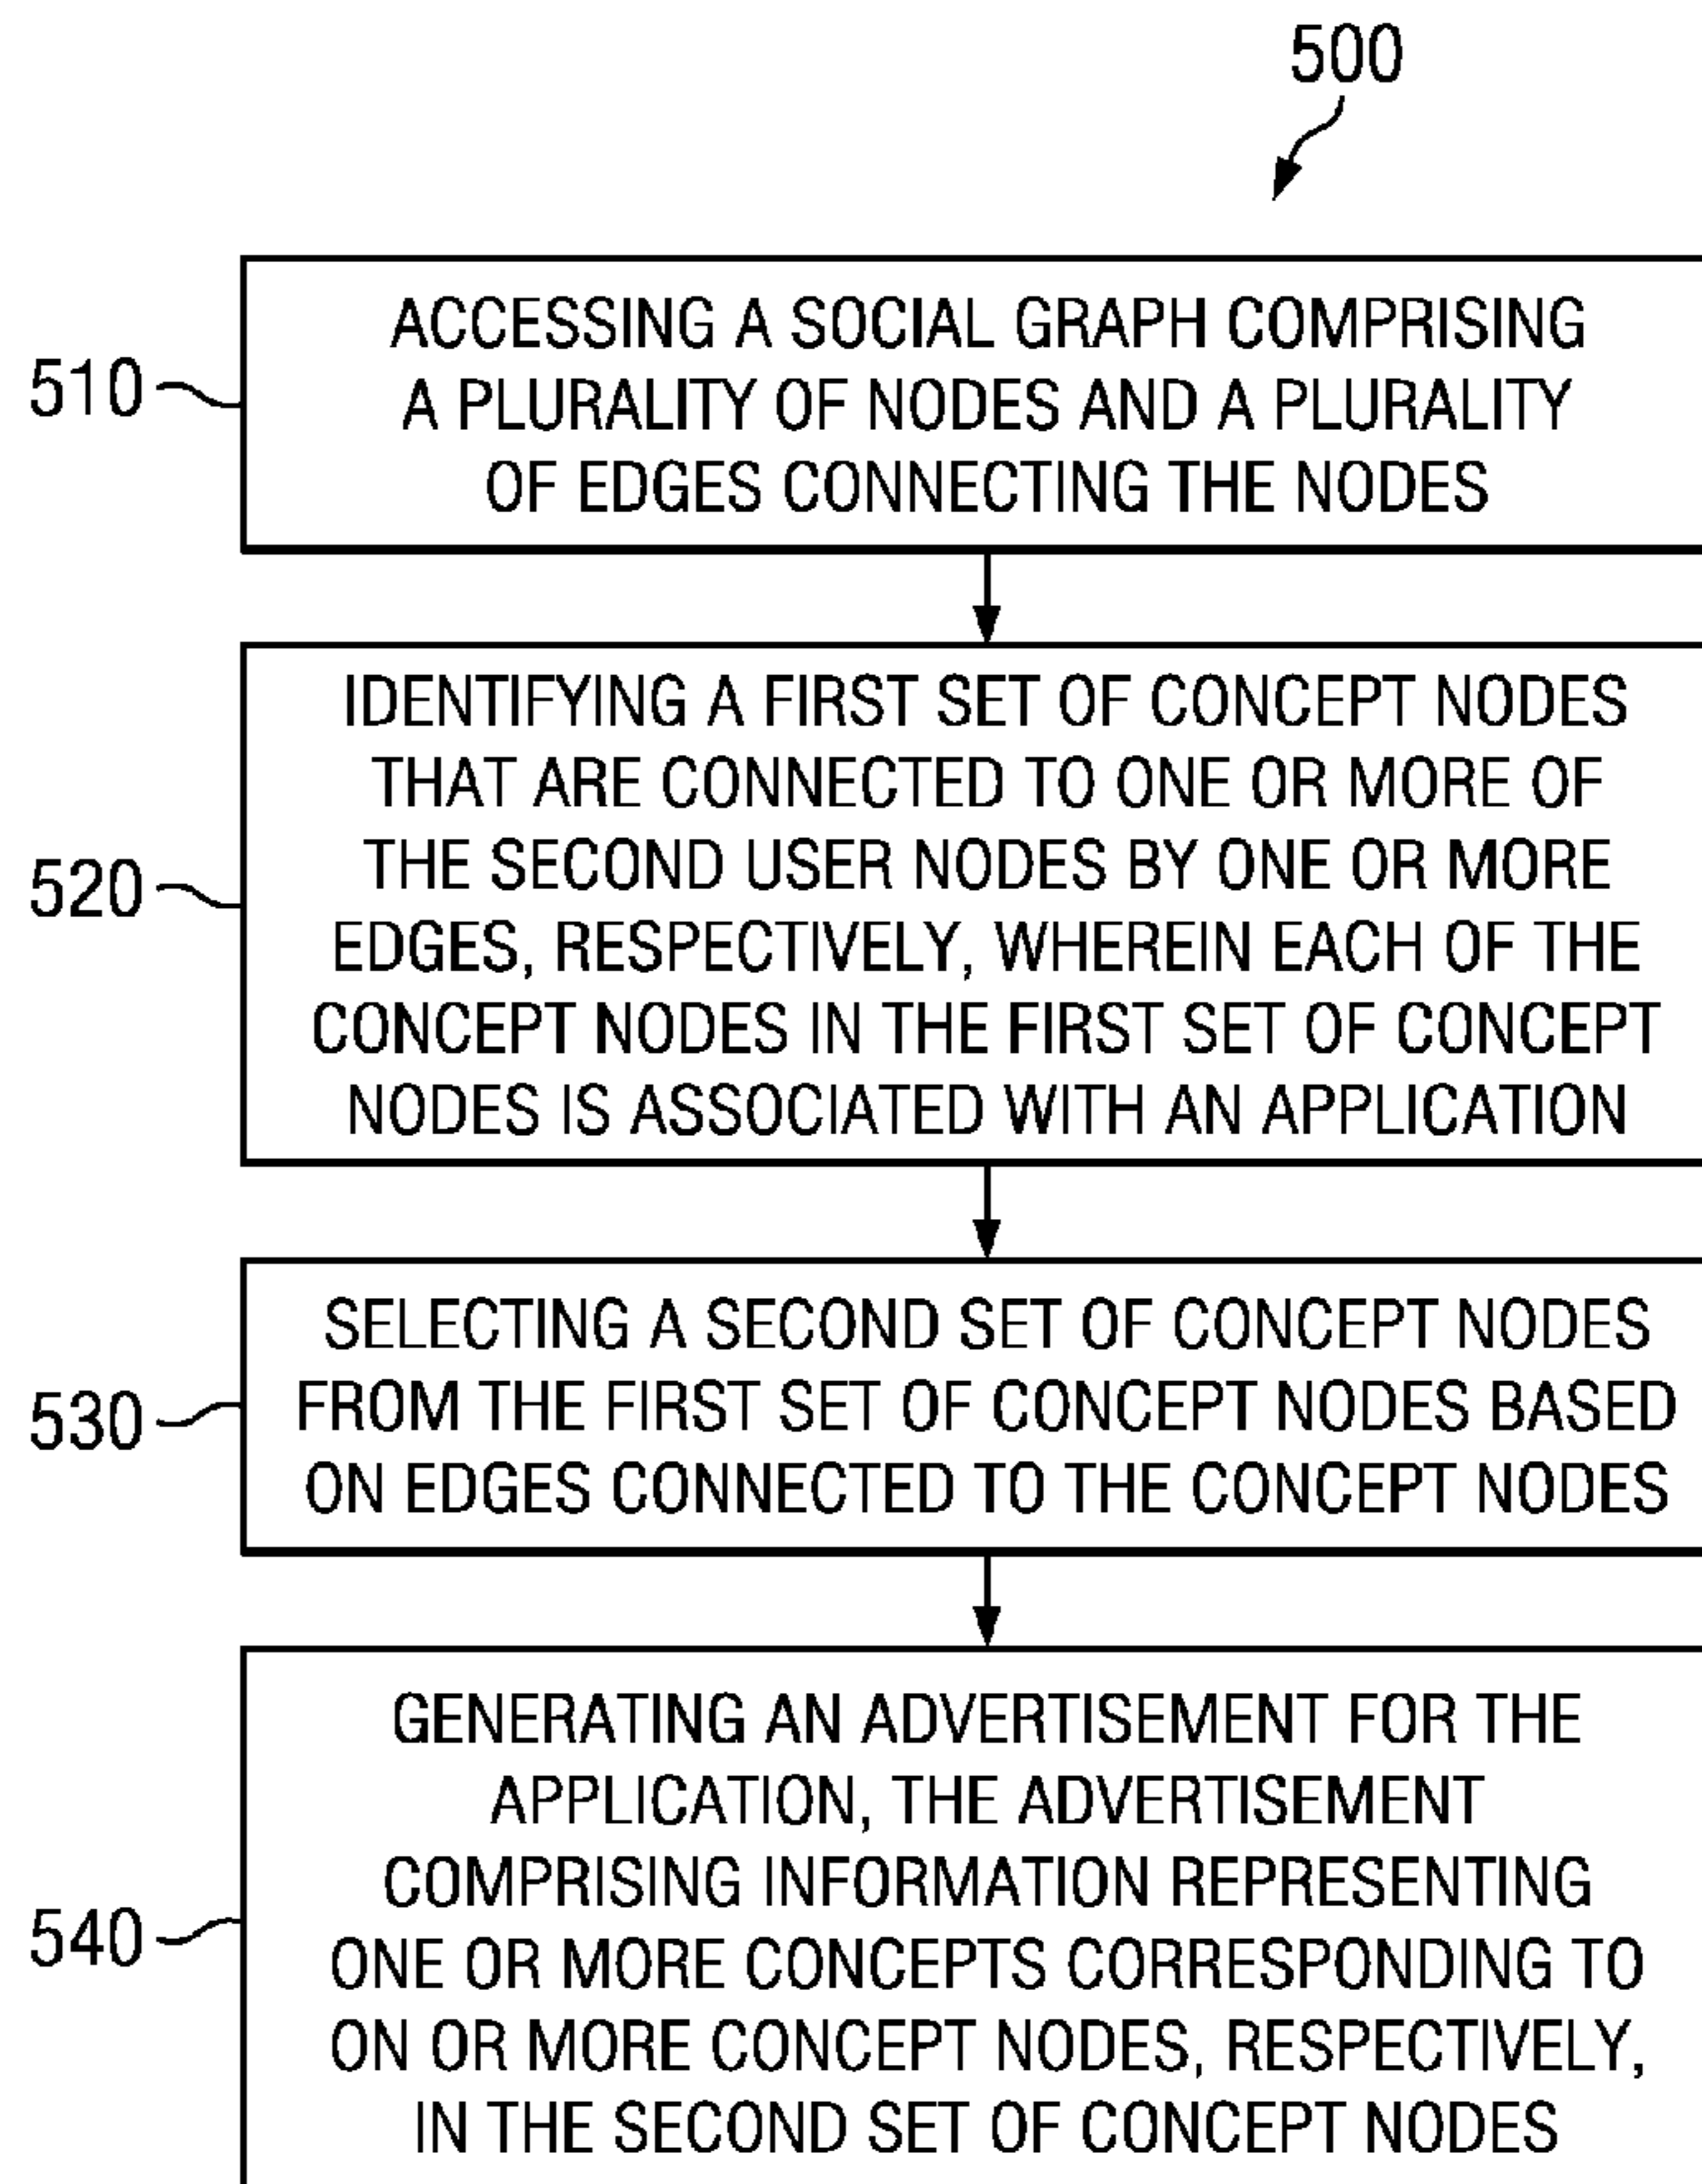 500
510
ACCESSING A SOCIAL GRAPH COMPRISING
A PLURALITY OF NODES AND A PLURALITY
OF EDGES CONNECTING THE NODES
520
IDENTIFYING A FIRST SET OF CONCEPT NODES
THAT ARE CONNECTED TO ONE OR MORE OF
THE SECOND USER NODES BY ONE OR MORE
EDGES, RESPECTIVELY, WHEREIN EACH OF THE
CONCEPT NODES IN THE FIRST SET OF CONCEPT
NODES IS ASSOCIATED WITH AN APPLICATION
530
SELECTING A SECOND SET OF CONCEPT NODES
FROM THE FIRST SET OF CONCEPT NODES BASED
ON EDGES CONNECTED TO THE CONCEPT NODES
540
GENERATING AN ADVERTISEMENT FOR THE
APPLICATION, THE ADVERTISEMENT
COMPRISING INFORMATION REPRESENTING
ONE OR MORE CONCEPTS CORRESPONDING TO
ON OR MORE CONCEPT NODES, RESPECTIVELY,
IN THE SECOND SET OF CONCEPT NODES